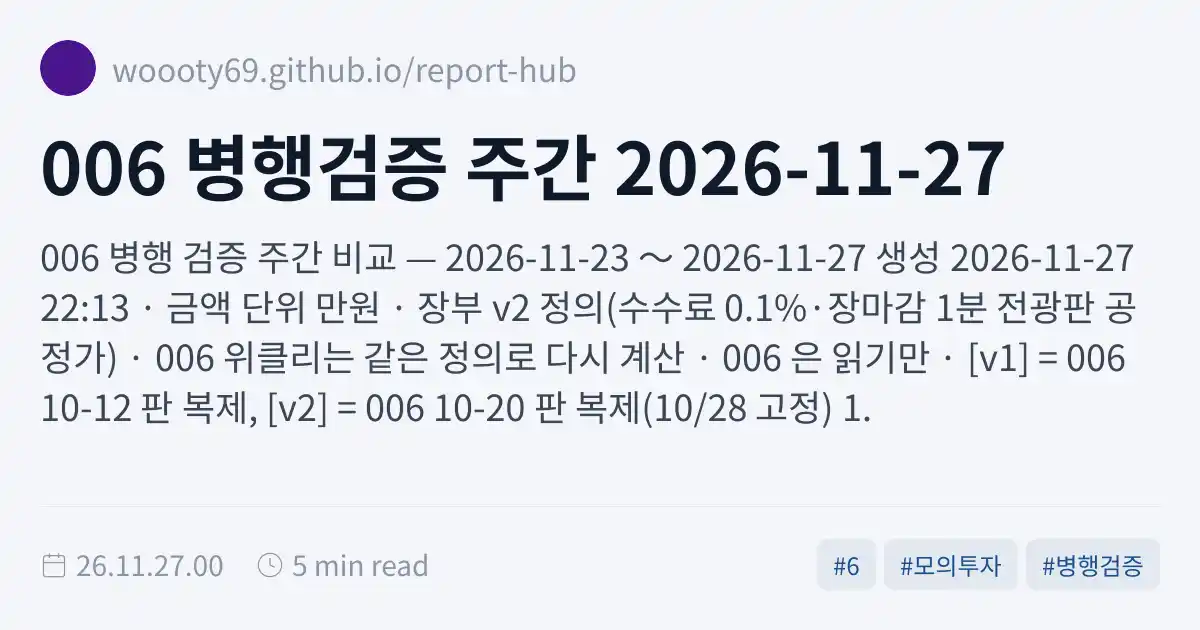 woooty69.github.io/report-hub
006 병행검증 주간 2026-11-27
006 병행 검증 주간 비교 — 2026-11-23 ~ 2026-11-27 생성 2026-11-27
22:13 · 금액 단위 만원 · 장부 v2 정의(수수료 0.1%·장마감 1분 전광판 공
정가) · 006 위클리는 같은 정의로 다시 계산 · 006 은 읽기만 · [v1] = 006
10-12 판 복제, [v2] = 006 10-20 판 복제(10/28 고정) 1.
26.11.27.00
5 min read
#6
#모의투자
#병행검증